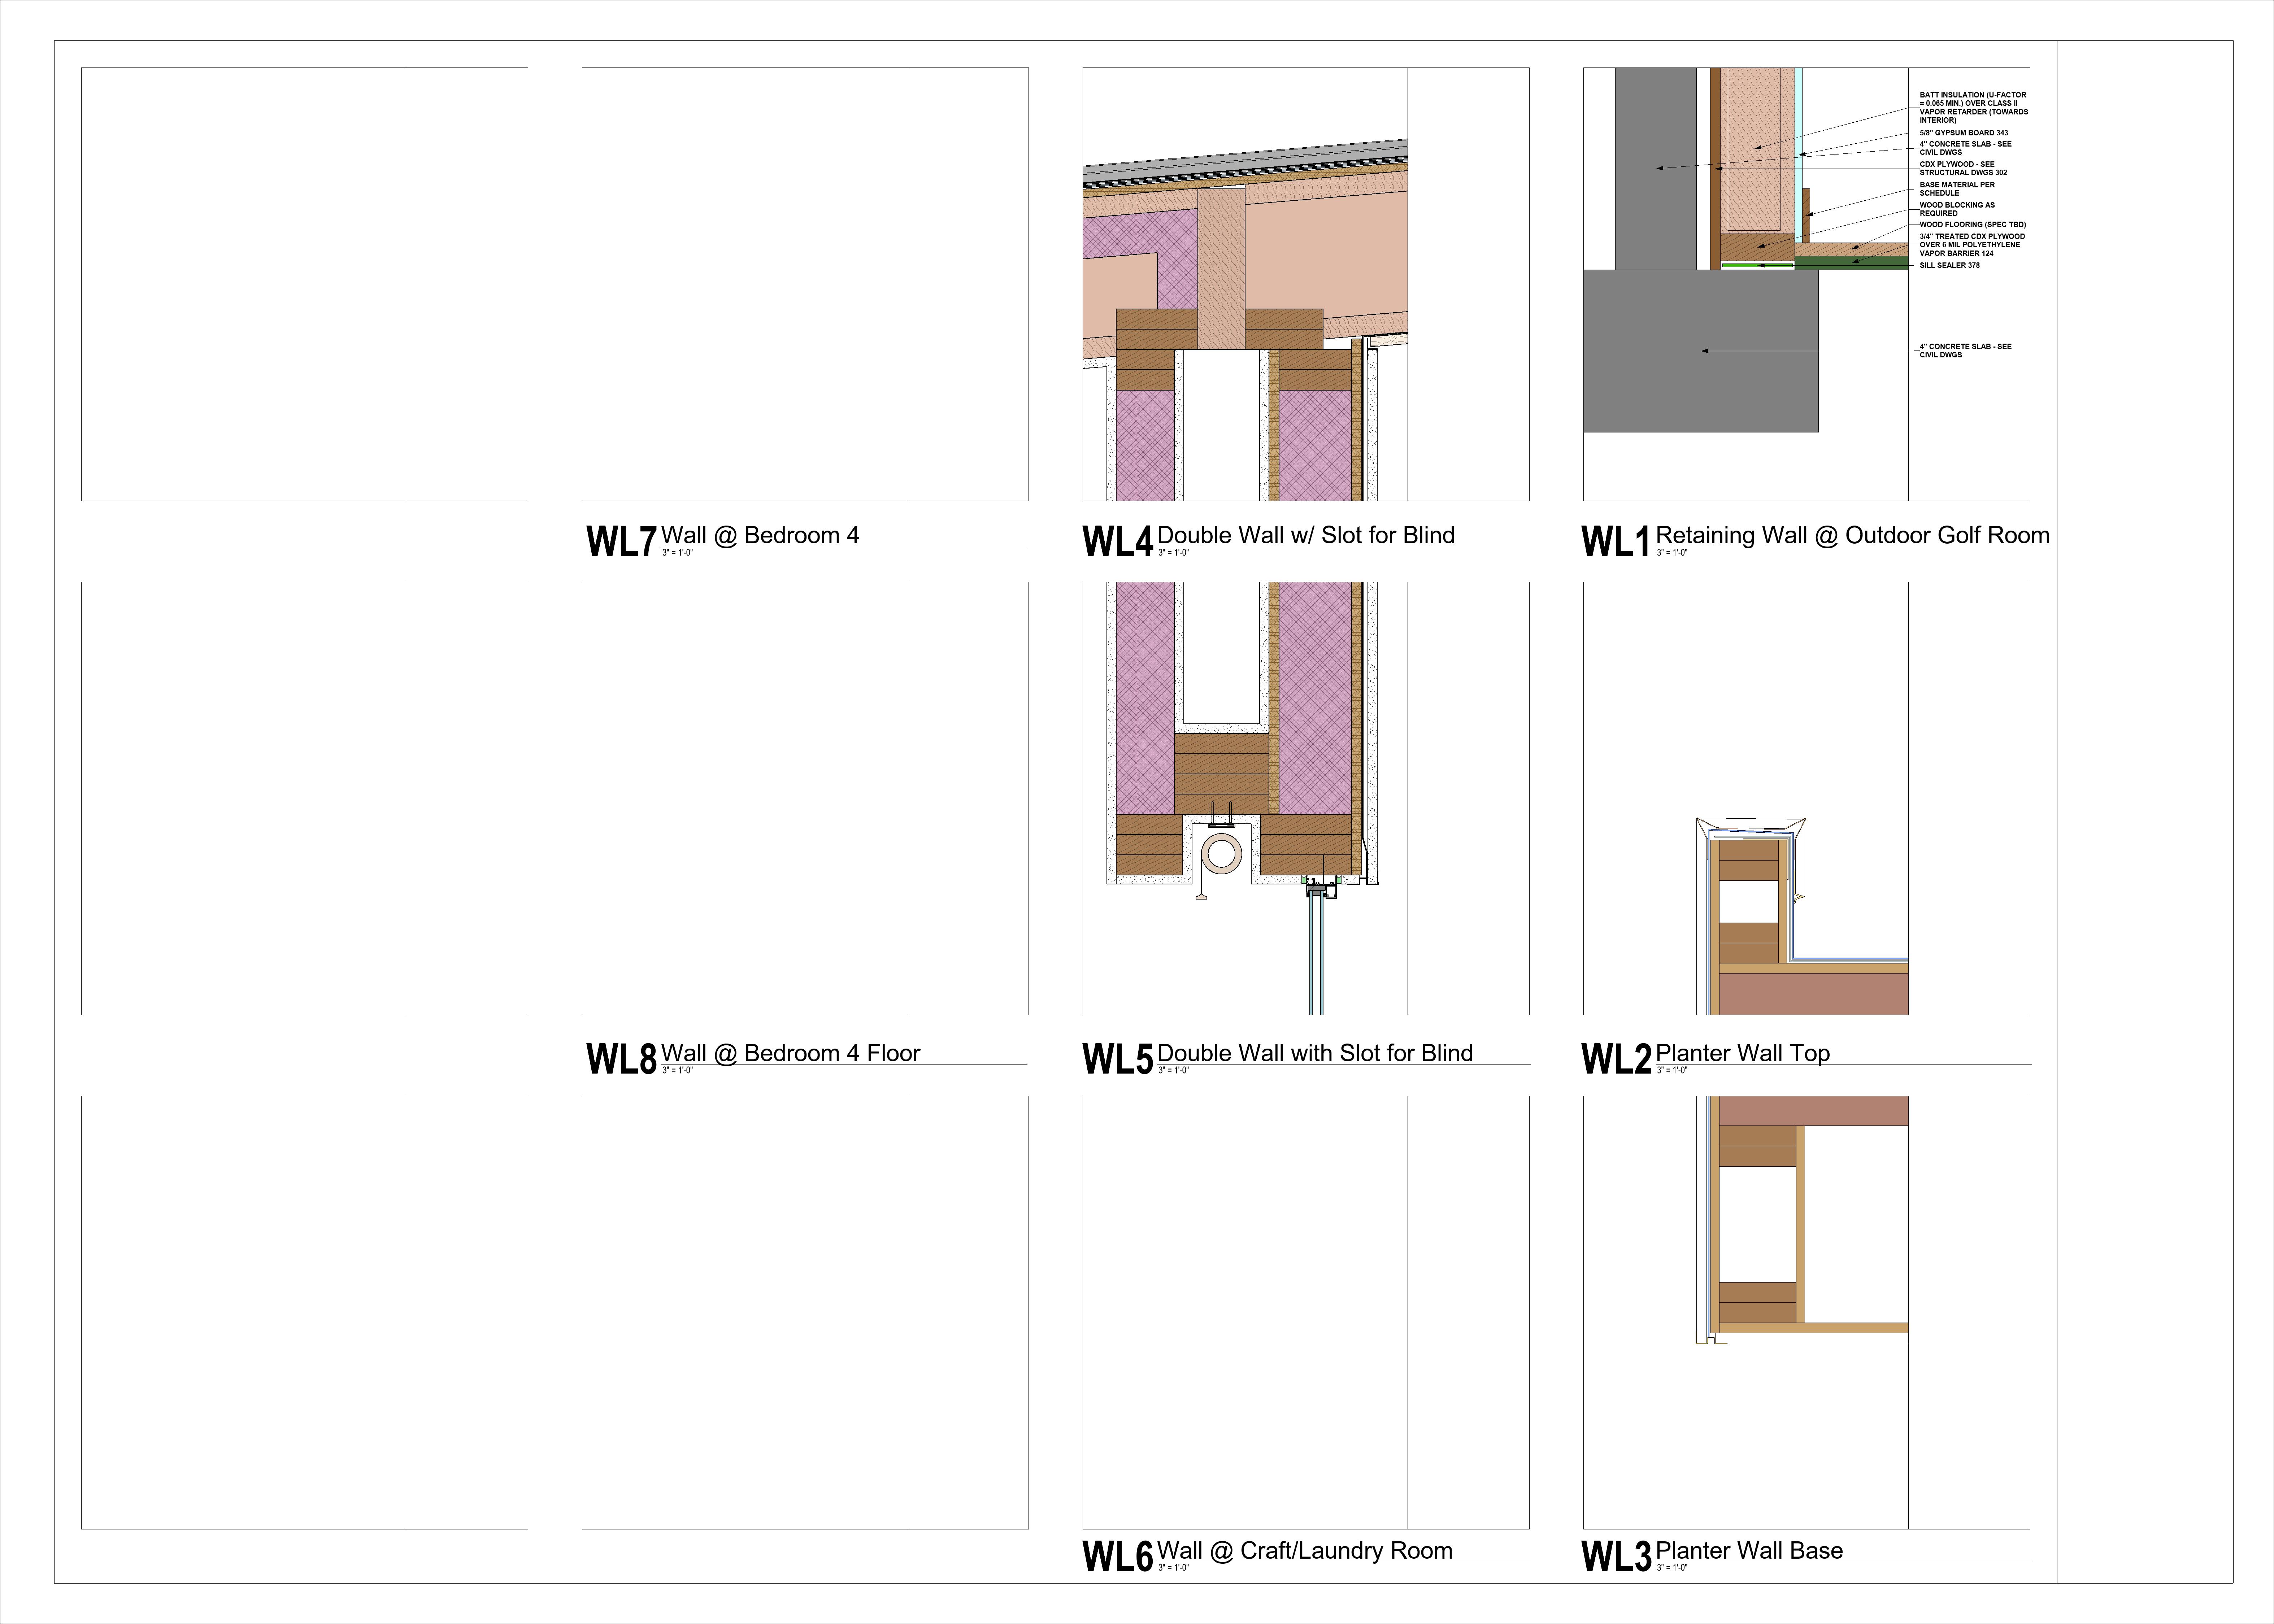 BATT INSULATION (U-FACTOR
= 0.065 MIN.) OVER CLASS II
VAPOR RETARDER (TOWARDS
INTERIOR)
5/8" GYPSUM BOARD 343
4" CONCRETE SLAB - SEE
CIVIL DWGS
CDX PLYWOOD - SEE
STRUCTURAL DWGS 302
BASE MATERIAL PER
SCHEDULE
WOOD BLOCKING AS
REQUIRED
WOOD FLOORING (SPEC TBD)
3/4" TREATED CDX PLYWOOD
OVER 6 MIL POLYETHYLENE
VAPOR BARRIER 124
SILL SEALER 378
4" CONCRETE SLAB - SEE
CIVIL DWGS
WL7 Wall @ Bedroom 4
3" = 1'-0"
WL4 Double Wall w/ Slot for Blind
3" = 1'-0"
WL1 Retaining Wall @ Outdoor Golf Room
3" = 1'-0"
WL8 Wall @ Bedroom 4 Floor
3" = 1'-0"
WL5 Double Wall with Slot for Blind
3" = 1'-0"
WL2 Planter Wall Top
3" = 1'-0"
WL6 Wall @ Craft/Laundry Room
3" = 1'-0"
WL3 Planter Wall Base
3" = 1'-0"